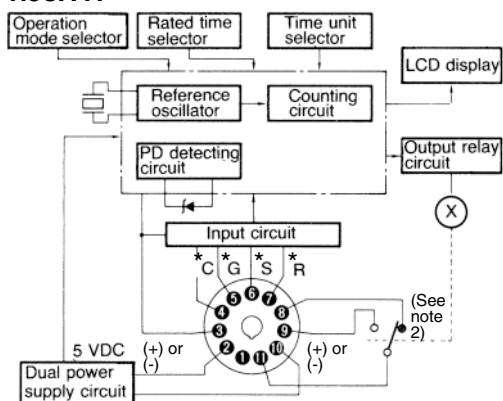 Operation
mode selector
Rated time
selector
Time unit
selector
LCD display
Reference
oscillator
Counting
circuit
PD detecting
circuit
Output relay
circuit
X
Input circuit
*C *G *S *R
4 5 6 7 8
3 9
2 1 11 10
(See
note
2)
5 VDC
(+) or
(-)
(+) or
(-)
Dual power
supply circuit